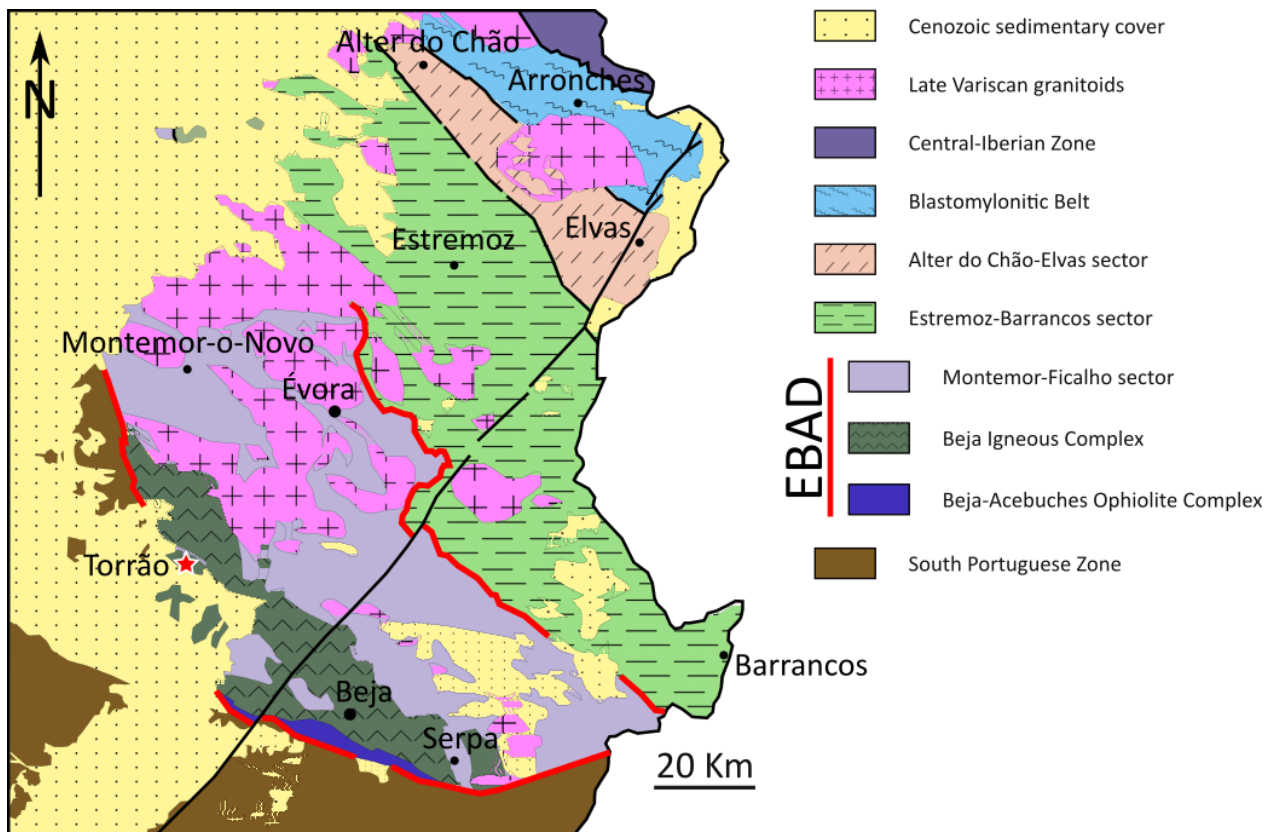 N
Alter do Chão
Arronches
Elvas
Estremoz
Montemor-o-Novo
Évora
Torrão
Barrancos
Beja
Serpa
20 Km
Cenozoic sedimentary cover
Late Variscan granitoids
Central-Iberian Zone
Blastomylonitic Belt
Alter do Chão-Elvas sector
Estremoz-Barrancos sector
EBAD
Montemor-Ficalho sector
Beja Igneous Complex
Beja-Acebuches Ophiolite Complex
South Portuguese Zone